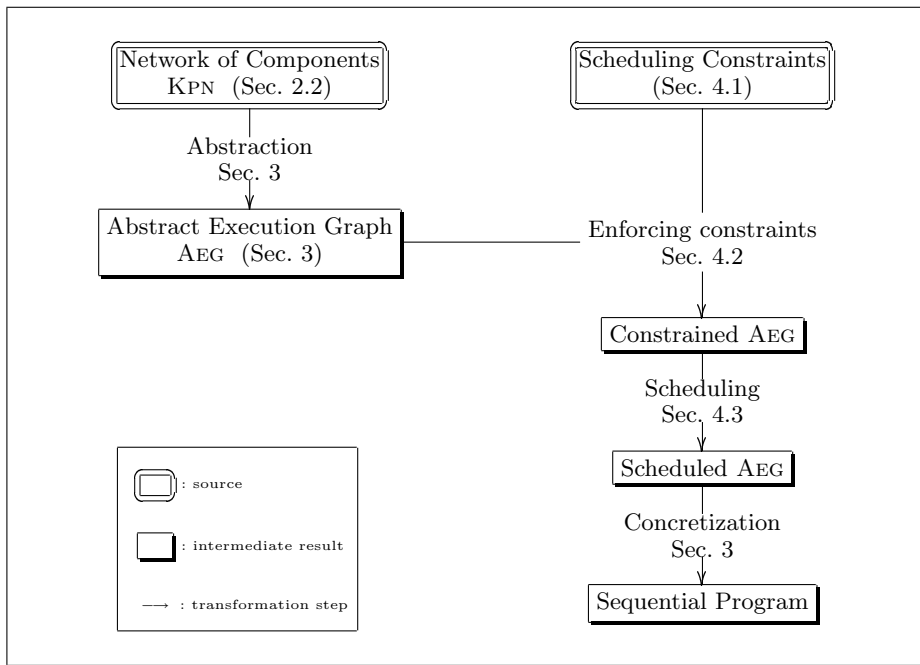 Network of Components
KPN (Sec. 2.2)
Scheduling Constraints
(Sec. 4.1)
Abstraction
Sec. 3
Abstract Execution Graph
AEG (Sec. 3)
Enforcing constraints
Sec. 4.2
Constrained AEG
Scheduling
Sec. 4.3
Scheduled AEG
Concretization
Sec. 3
Sequential Program
: source
: intermediate result
: transformation step